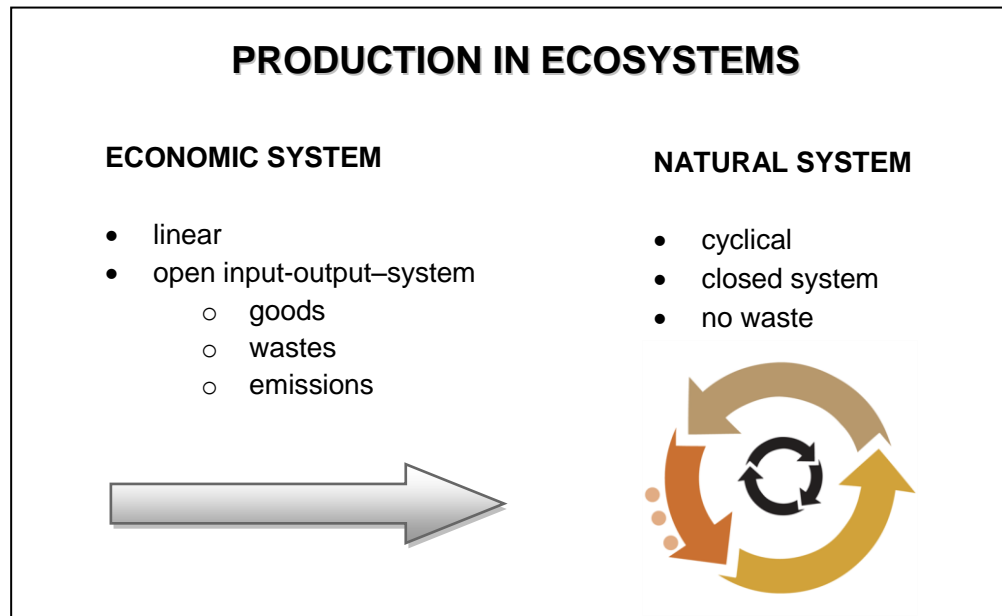 PRODUCTION IN ECOSYSTEMS
ECONOMIC SYSTEM
• linear
• open input-output–system
o goods
o wastes
o emissions
NATURAL SYSTEM
• cyclical
• closed system
• no waste